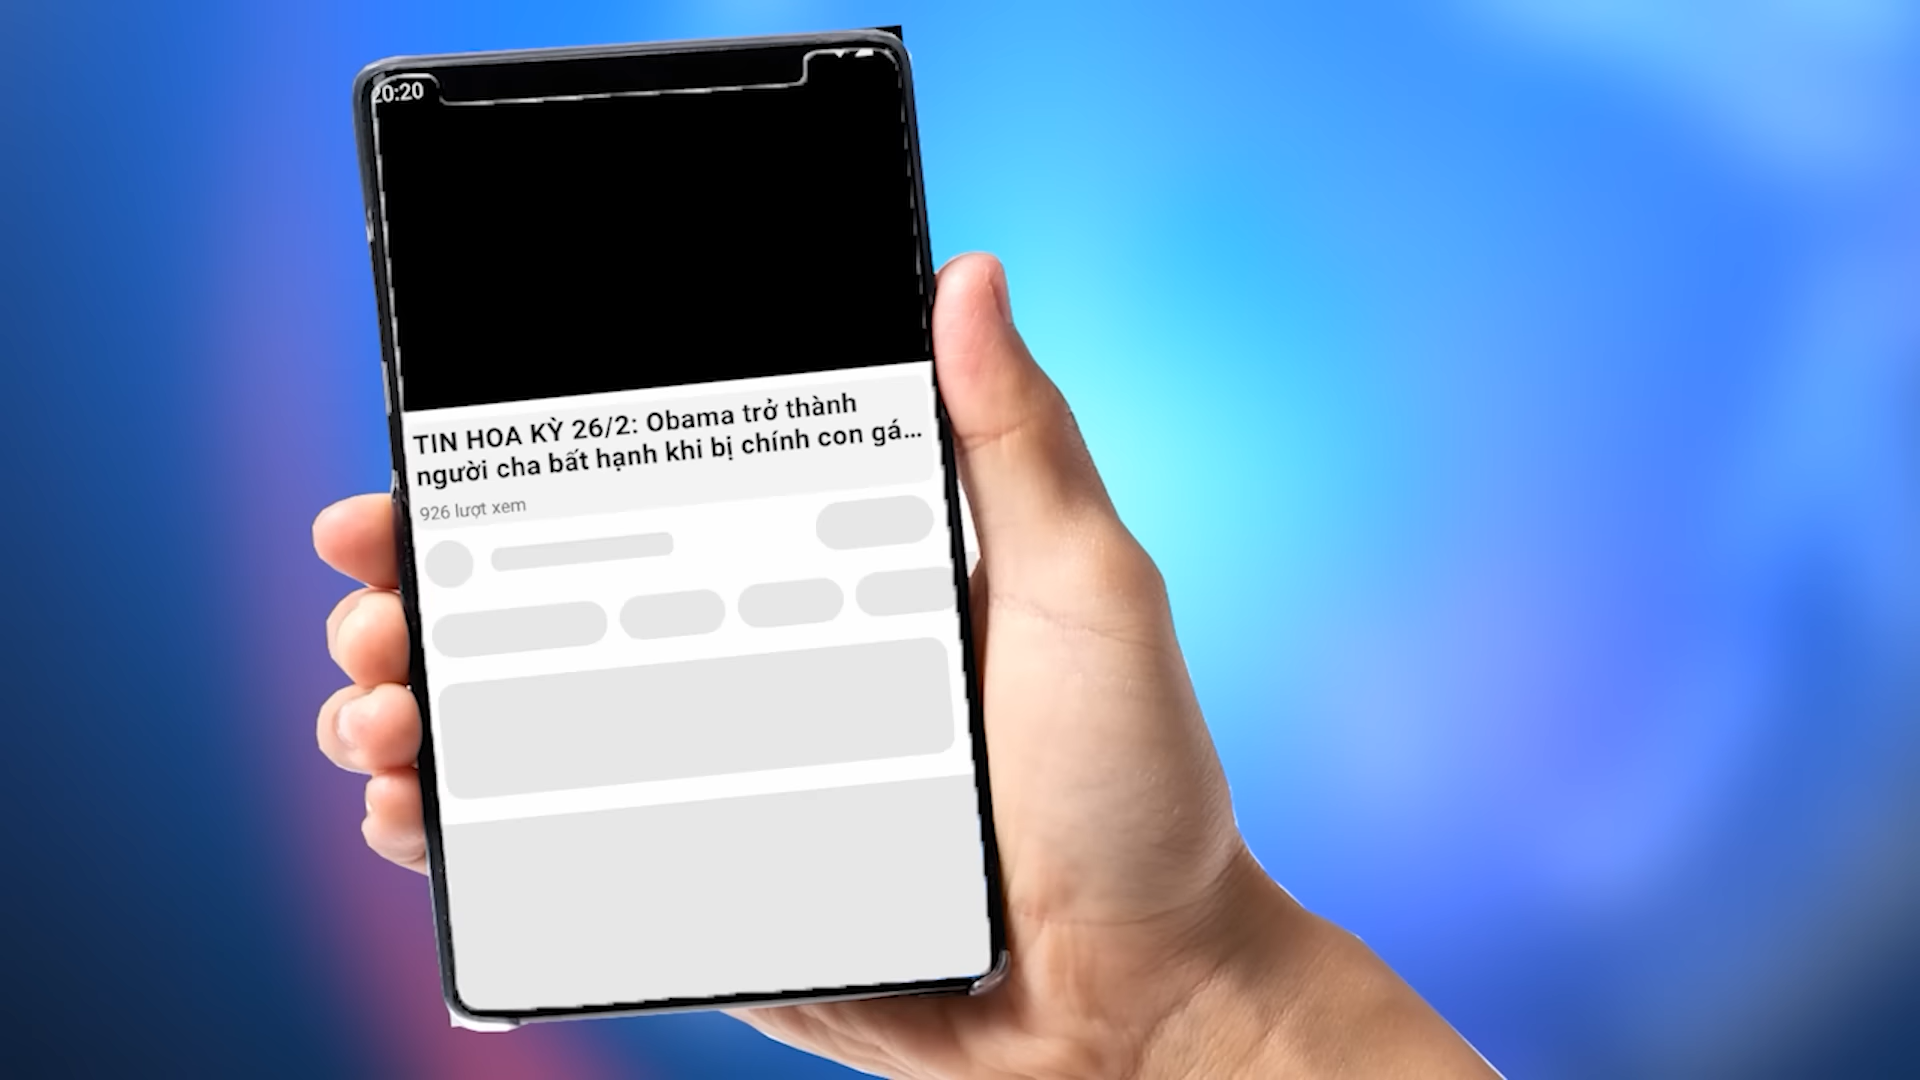 20:20
TIN HOA KỲ 26/2: Obama trở thành
người cha bất hạnh khi bị chính con gá...
926 lượt xem